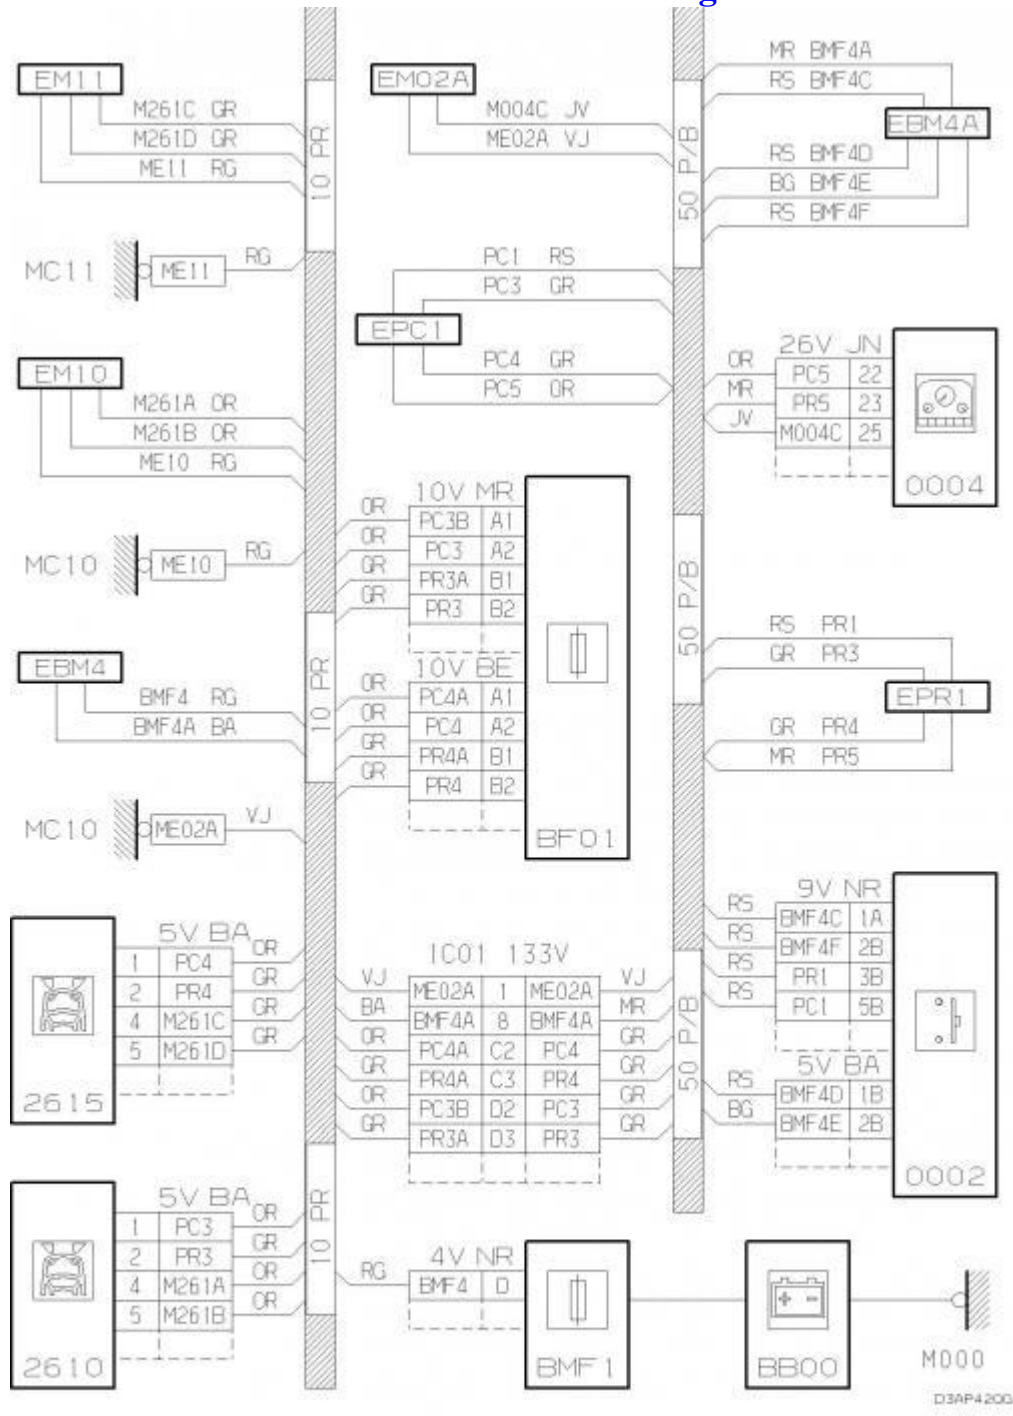 g
EM11
M261C GR
M261D GR
ME11 RG
10 PR
MC11
ME11
RG
EM10
M261A OR
M261B OR
ME10 RG
MC10
ME10
RG
EBM4
BMF4 RG
BMF4A BA
10 PR
MC10
ME02A
VJ
5V BA
1 PC4 OR
2 PR4 GR
4 M261C GR
5 M261D GR
2615
5V BA
1 PC3 OR
2 PR3 GR
4 M261A OR
5 M261B OR
2610
10 PR
EM02A
M004C JV
ME02A VJ
50 P/B
PC1 RS
PC3 GR
EPC1
PC4 GR
PC5 OR
10V MR
OR PC3B A1
OR PC3 A2
GR PR3A B1
GR PR3 B2
10V BE
OR PC4A A1
OR PC4 A2
GR PR4A B1
GR PR4 B2
BF01
IC01 133V
VJ ME02A 1 ME02A VJ
BA BMF4A 8 BMF4A MR
OR PC4A C2 PC4 GR
GR PR4A C3 PR4 GR
OR PC3B D2 PC3 GR
GR PR3A D3 PR3 GR
4V NR
RG BMF4 D
BMF1
BB00
M000
MR BMF4A
RS BMF4C
EBM4A
RS BMF4D
BG BMF4E
RS BMF4F
26V JN
OR PC5 22
MR PR5 23
JV M004C 25
0004
50 P/B
RS PR1
GR PR3
EPR1
GR PR4
MR PR5
9V NR
RS BMF4C 1A
RS BMF4F 2B
RS PR1 3B
RS PC1 5B
50 P/B
5V BA
RS BMF4D 1B
BG BMF4E 2B
0002
D3AP420G